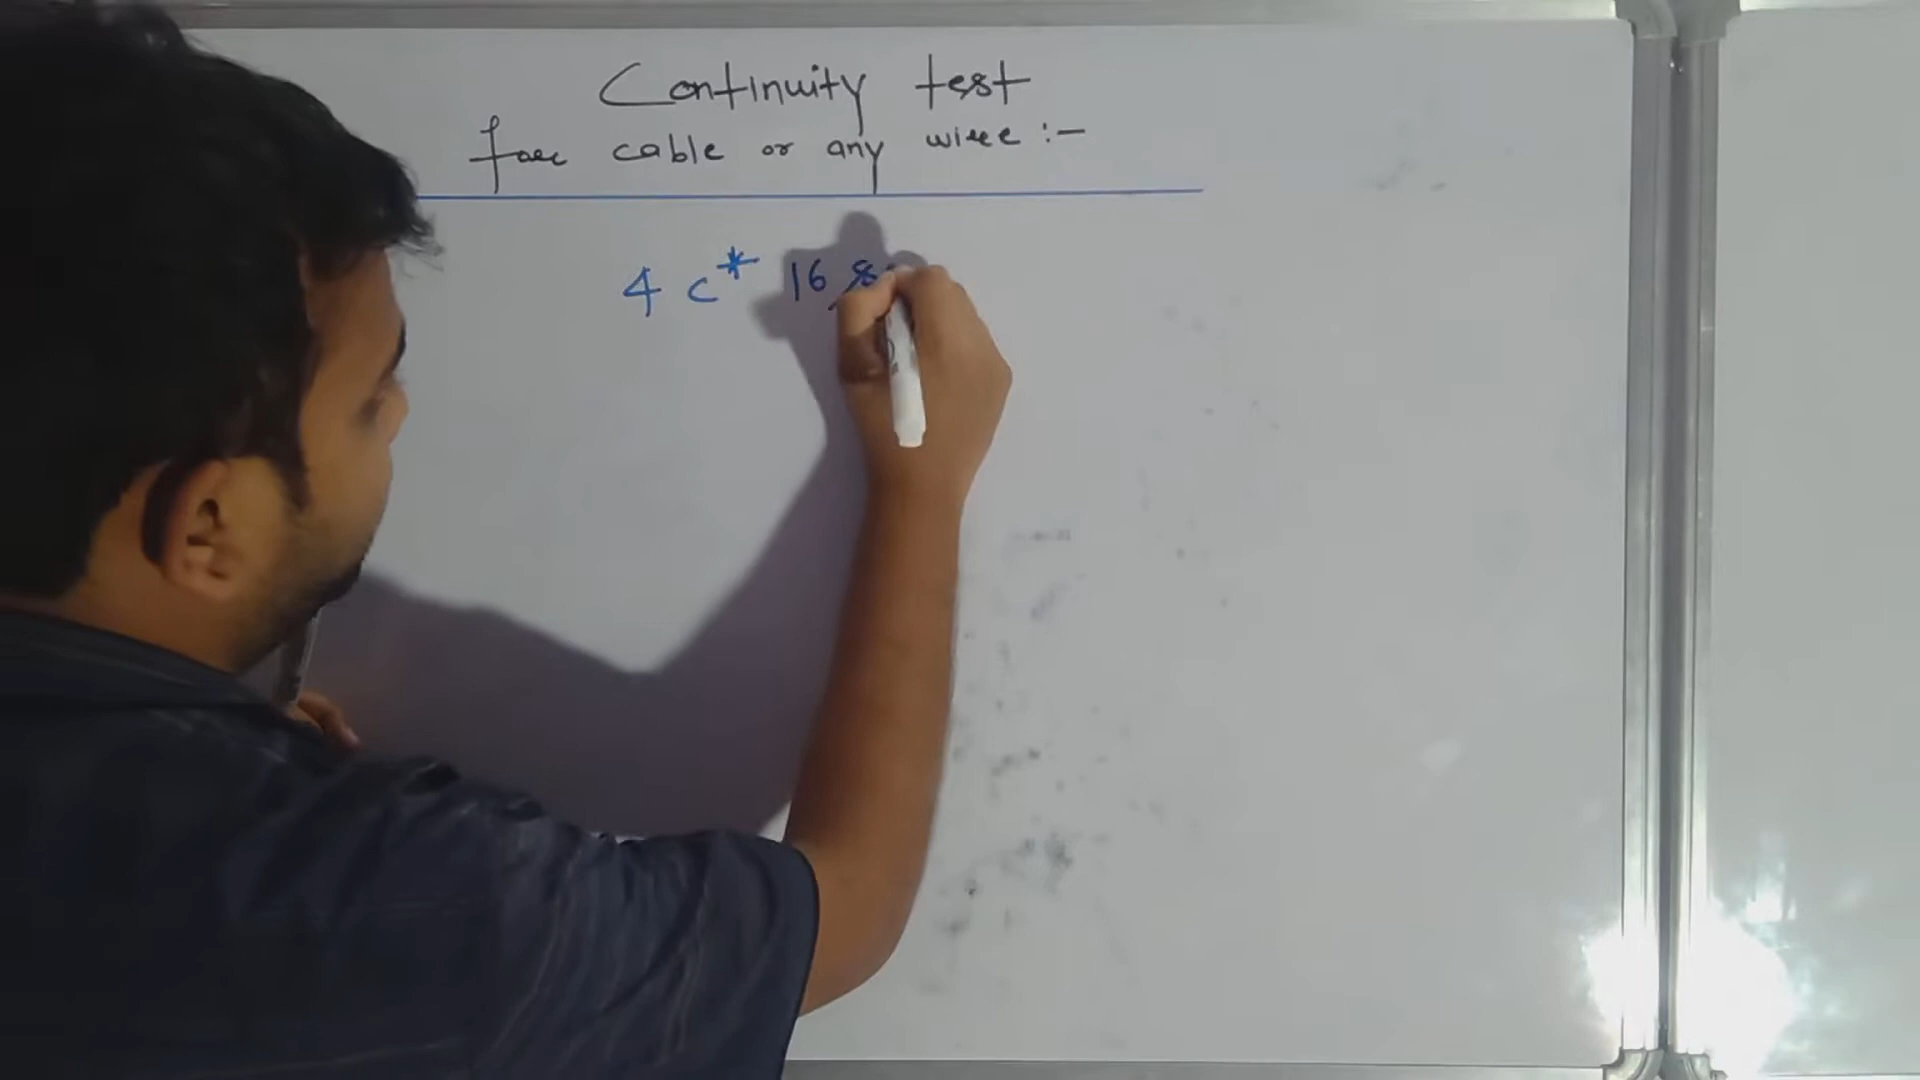 Continuity test
for cable or any wire :-
4 c * 16 s